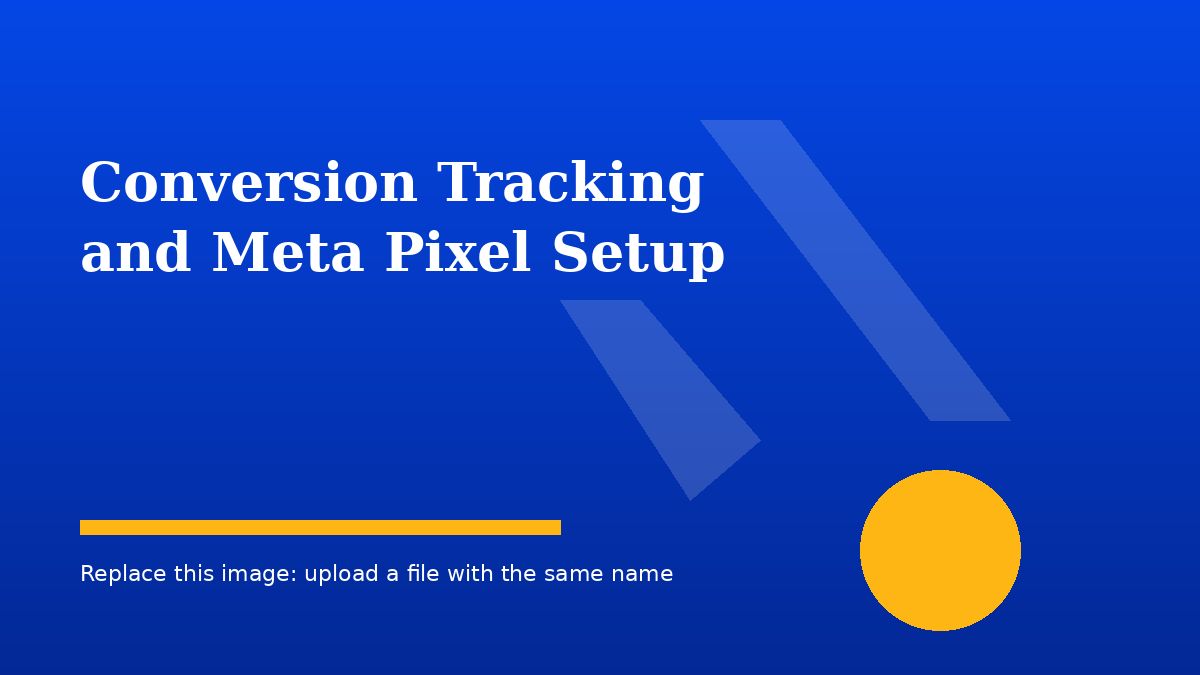 Conversion Tracking
and Meta Pixel Setup
Replace this image: upload a file with the same name